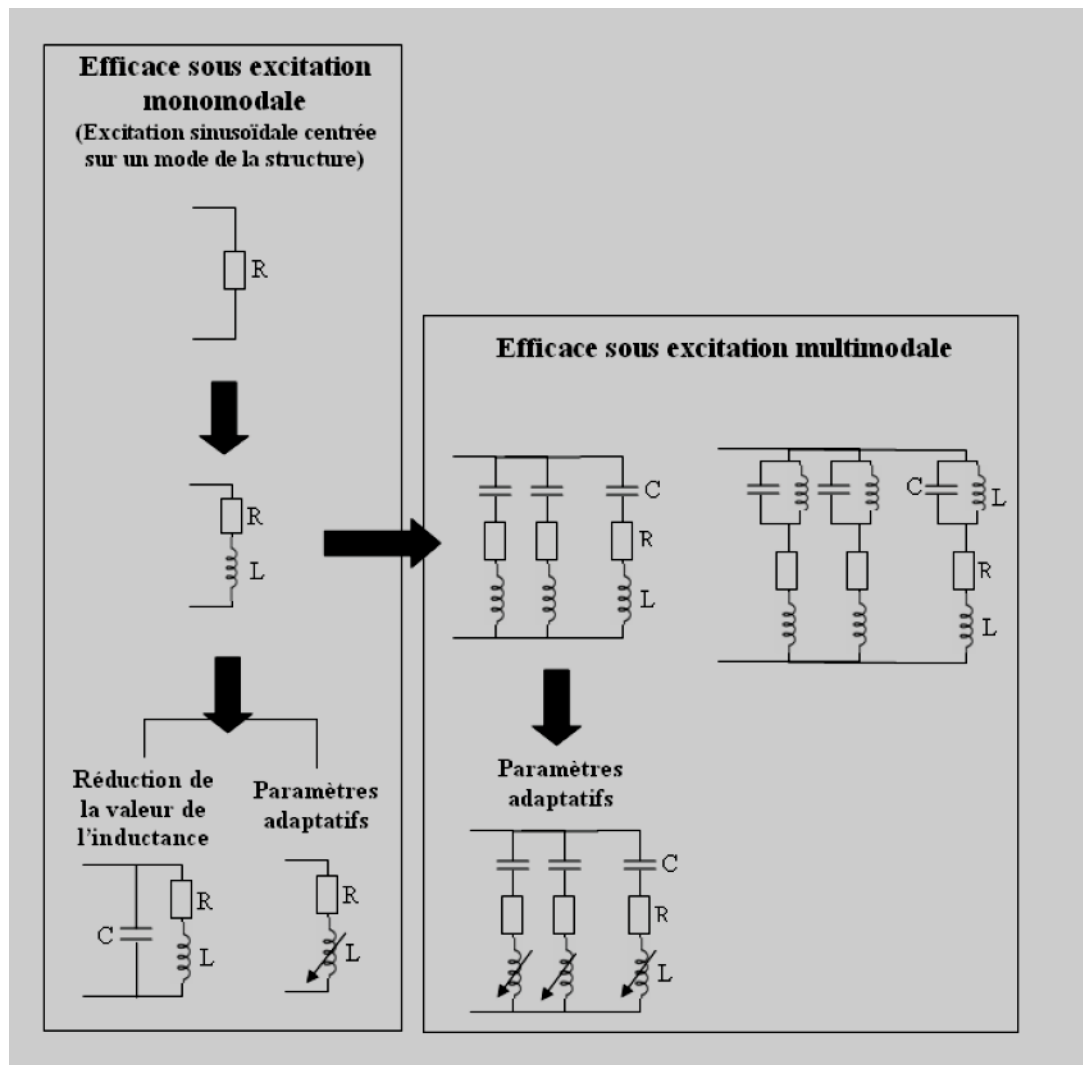 Efficace sous excitation
monomodale
(Excitation sinusoïdale centrée
sur un mode de la structure)
R
R
L
Réduction de
la valeur de
l'inductance
Paramètres
adaptatifs
R
C
L
R
L
Efficace sous excitation multimodale
C
R
L
C
L
R
L
Paramètres
adaptatifs
C
R
L